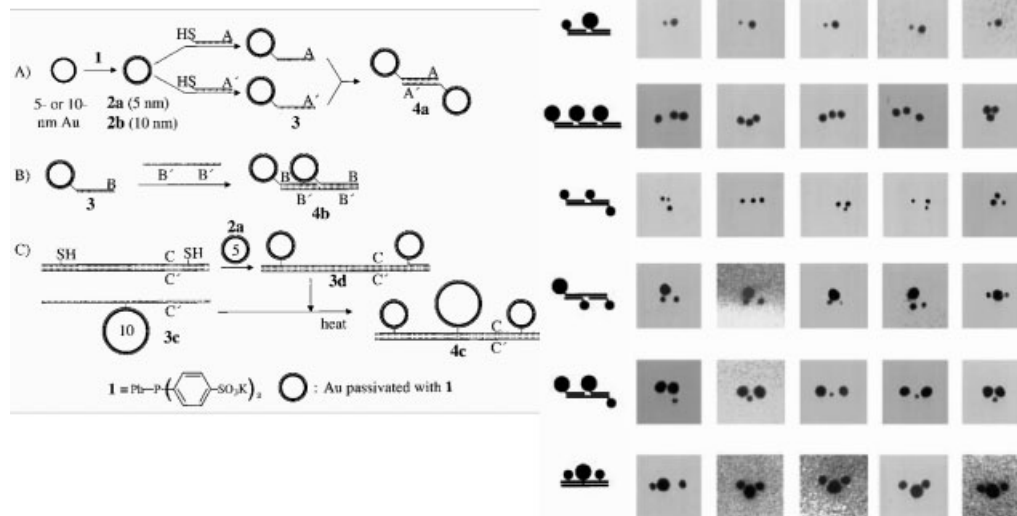 A)
1
5- or 10-
nm Au
2a (5 nm)
2b (10 nm)
HS A
HS A´
A
A´
3
A
A´
4a
B)
3
B
B´ B´
B B
B´ B´
4b
C)
SH C SH
C´
2a
5
3d
C
C´
10
3c
C´
heat
4c
C
C´
1 = Ph-P-( -SO₃K)₂
: Au passivated with 1